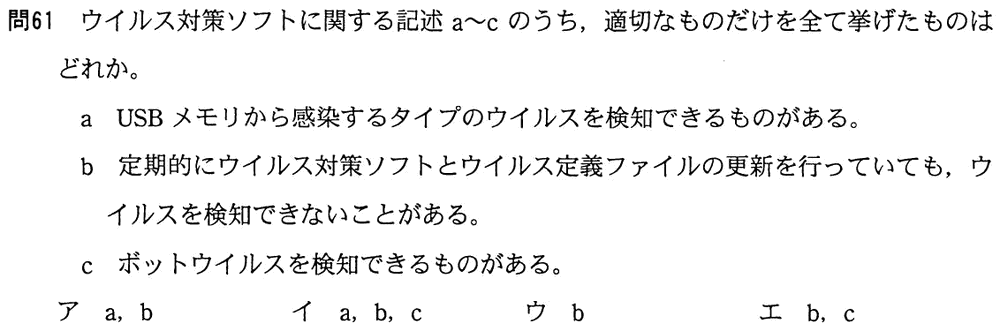 問61　ウイルス対策ソフトに関する記述 a～c のうち，適切なものだけを全て挙げたものは
どれか。
a　USB メモリから感染するタイプのウイルスを検知できるものがある。
b　定期的にウイルス対策ソフトとウイルス定義ファイルの更新を行っていても，ウ
イルスを検知できないことがある。
c　ボットウイルスを検知できるものがある。
ア　a，b　イ　a，b，c　ウ　b　エ　b，c